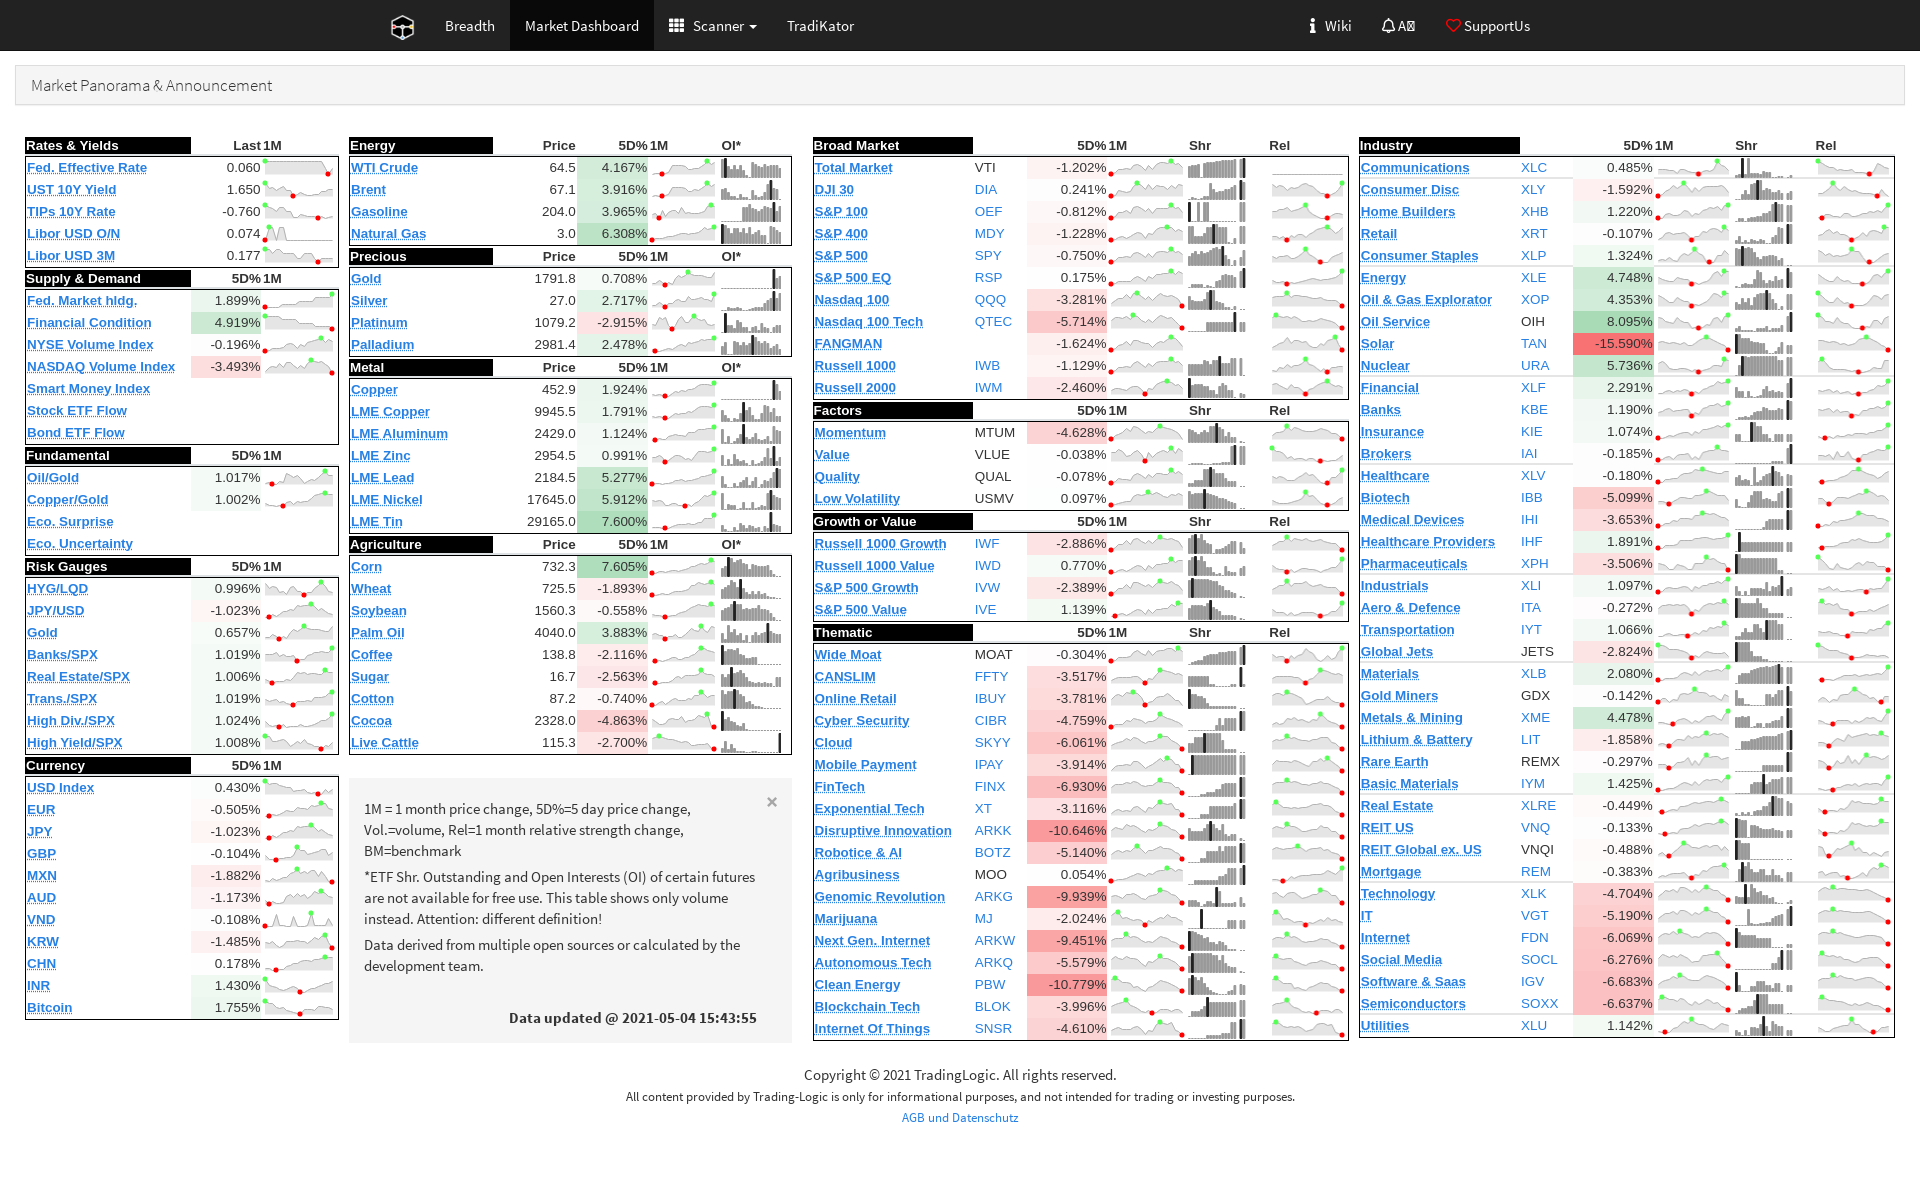 Breadth Market Dashboard Scanner TradiKator Wiki A SupportUs
Market Panorama & Announcement
Rates & Yields Last 1M
Fed. Effective Rate 0.060
UST 10Y Yield 1.650
TIPs 10Y Rate -0.760
Libor USD O/N 0.074
Libor USD 3M 0.177
Supply & Demand 5D% 1M
Fed. Market hldg. 1.899%
Financial Condition 4.919%
NYSE Volume Index -0.196%
NASDAQ Volume Index -3.493%
Smart Money Index
Stock ETF Flow
Bond ETF Flow
Fundamental 5D% 1M
Oil/Gold 1.017%
Copper/Gold 1.002%
Eco. Surprise
Eco. Uncertainty
Risk Gauges 5D% 1M
HYG/LQD 0.996%
JPY/USD -1.023%
Gold 0.657%
Banks/SPX 1.019%
Real Estate/SPX 1.006%
Trans./SPX 1.019%
High Div./SPX 1.024%
High Yield/SPX 1.008%
Currency 5D% 1M
USD Index 0.430%
EUR -0.505%
JPY -1.023%
GBP -0.104%
MXN -1.882%
AUD -1.173%
VND -0.108%
KRW -1.485%
CHN 0.178%
INR 1.430%
Bitcoin 1.755%
Energy Price 5D% 1M OI*
WTI Crude 64.5 4.167%
Brent 67.1 3.916%
Gasoline 204.0 3.965%
Natural Gas 3.0 6.308%
Precious Price 5D% 1M OI*
Gold 1791.8 0.708%
Silver 27.0 2.717%
Platinum 1079.2 -2.915%
Palladium 2981.4 2.478%
Metal Price 5D% 1M OI*
Copper 452.9 1.924%
LME Copper 9945.5 1.791%
LME Aluminum 2429.0 1.124%
LME Zinc 2954.5 0.991%
LME Lead 2184.5 5.277%
LME Nickel 17645.0 5.912%
LME Tin 29165.0 7.600%
Agriculture Price 5D% 1M OI*
Corn 732.3 7.605%
Wheat 725.5 -1.893%
Soybean 1560.3 -0.558%
Palm Oil 4040.0 3.883%
Coffee 138.8 -2.116%
Sugar 16.7 -2.563%
Cotton 87.2 -0.740%
Cocoa 2328.0 -4.863%
Live Cattle 115.3 -2.700%
×
1M = 1 month price change, 5D%=5 day price change,
Vol.=volume, Rel=1 month relative strength change,
BM=benchmark
*ETF Shr. Outstanding and Open Interests (OI) of certain futures
are not available for free use. This table shows only volume
instead. Attention: different definition!
Data derived from multiple open sources or calculated by the
development team.
Data updated @ 2021-05-04 15:43:55
Broad Market 5D% 1M Shr Rel
Total Market VTI -1.202%
DJI 30 DIA 0.241%
S&P 100 OEF -0.812%
S&P 400 MDY -1.228%
S&P 500 SPY -0.750%
S&P 500 EQ RSP 0.175%
Nasdaq 100 QQQ -3.281%
Nasdaq 100 Tech QTEC -5.714%
FANGMAN -1.624%
Russell 1000 IWB -1.129%
Russell 2000 IWM -2.460%
Factors 5D% 1M Shr Rel
Momentum MTUM -4.628%
Value VLUE -0.038%
Quality QUAL -0.078%
Low Volatility USMV 0.097%
Growth or Value 5D% 1M Shr Rel
Russell 1000 Growth IWF -2.886%
Russell 1000 Value IWD 0.770%
S&P 500 Growth IVW -2.389%
S&P 500 Value IVE 1.139%
Thematic 5D% 1M Shr Rel
Wide Moat MOAT -0.304%
CANSLIM FFTY -3.517%
Online Retail IBUY -3.781%
Cyber Security CIBR -4.759%
Cloud SKYY -6.061%
Mobile Payment IPAY -3.914%
FinTech FINX -6.930%
Exponential Tech XT -3.116%
Disruptive Innovation ARKK -10.646%
Robotice & AI BOTZ -5.140%
Agribusiness MOO 0.054%
Genomic Revolution ARKG -9.939%
Marijuana MJ -2.024%
Next Gen. Internet ARKW -9.451%
Autonomous Tech ARKQ -5.579%
Clean Energy PBW -10.779%
Blockchain Tech BLOK -3.996%
Internet Of Things SNSR -4.610%
Industry 5D% 1M Shr Rel
Communications XLC 0.485%
Consumer Disc XLY -1.592%
Home Builders XHB 1.220%
Retail XRT -0.107%
Consumer Staples XLP 1.324%
Energy XLE 4.748%
Oil & Gas Explorator XOP 4.353%
Oil Service OIH 8.095%
Solar TAN -15.590%
Nuclear URA 5.736%
Financial XLF 2.291%
Banks KBE 1.190%
Insurance KIE 1.074%
Brokers IAI -0.185%
Healthcare XLV -0.180%
Biotech IBB -5.099%
Medical Devices IHI -3.653%
Healthcare Providers IHF 1.891%
Pharmaceuticals XPH -3.506%
Industrials XLI 1.097%
Aero & Defence ITA -0.272%
Transportation IYT 1.066%
Global Jets JETS -2.824%
Materials XLB 2.080%
Gold Miners GDX -0.142%
Metals & Mining XME 4.478%
Lithium & Battery LIT -1.858%
Rare Earth REMX -0.297%
Basic Materials IYM 1.425%
Real Estate XLRE -0.449%
REIT US VNQ -0.133%
REIT Global ex. US VNQI -0.488%
Mortgage REM -0.383%
Technology XLK -4.704%
IT VGT -5.190%
Internet FDN -6.069%
Social Media SOCL -6.276%
Software & Saas IGV -6.683%
Semiconductors SOXX -6.637%
Utilities XLU 1.142%
Copyright © 2021 TradingLogic. All rights reserved.
All content provided by Trading-Logic is only for informational purposes, and not intended for trading or investing purposes.
AGB und Datenschutz